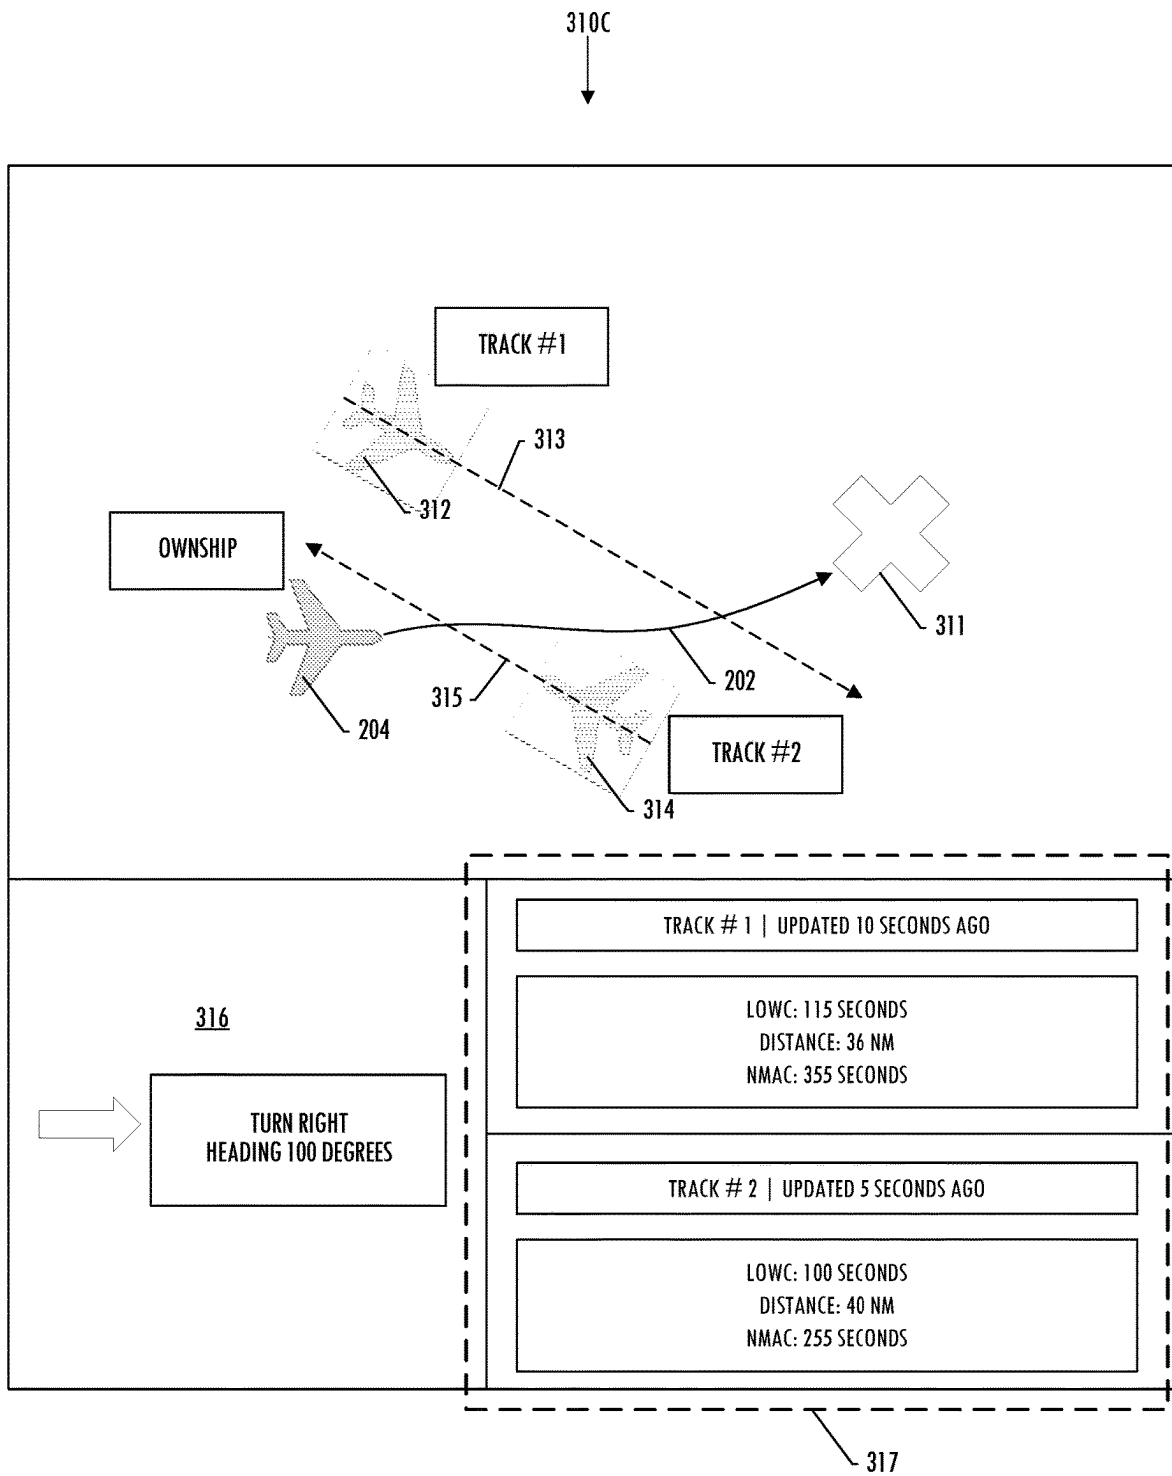 310C
TRACK #1
313
312
OWNSHIP
311
315
202
204
TRACK #2
314
TRACK # 1 | UPDATED 10 SECONDS AGO
LOWC: 115 SECONDS
DISTANCE: 36 NM
NMAC: 355 SECONDS
316
TURN RIGHT
HEADING 100 DEGREES
TRACK # 2 | UPDATED 5 SECONDS AGO
LOWC: 100 SECONDS
DISTANCE: 40 NM
NMAC: 255 SECONDS
317